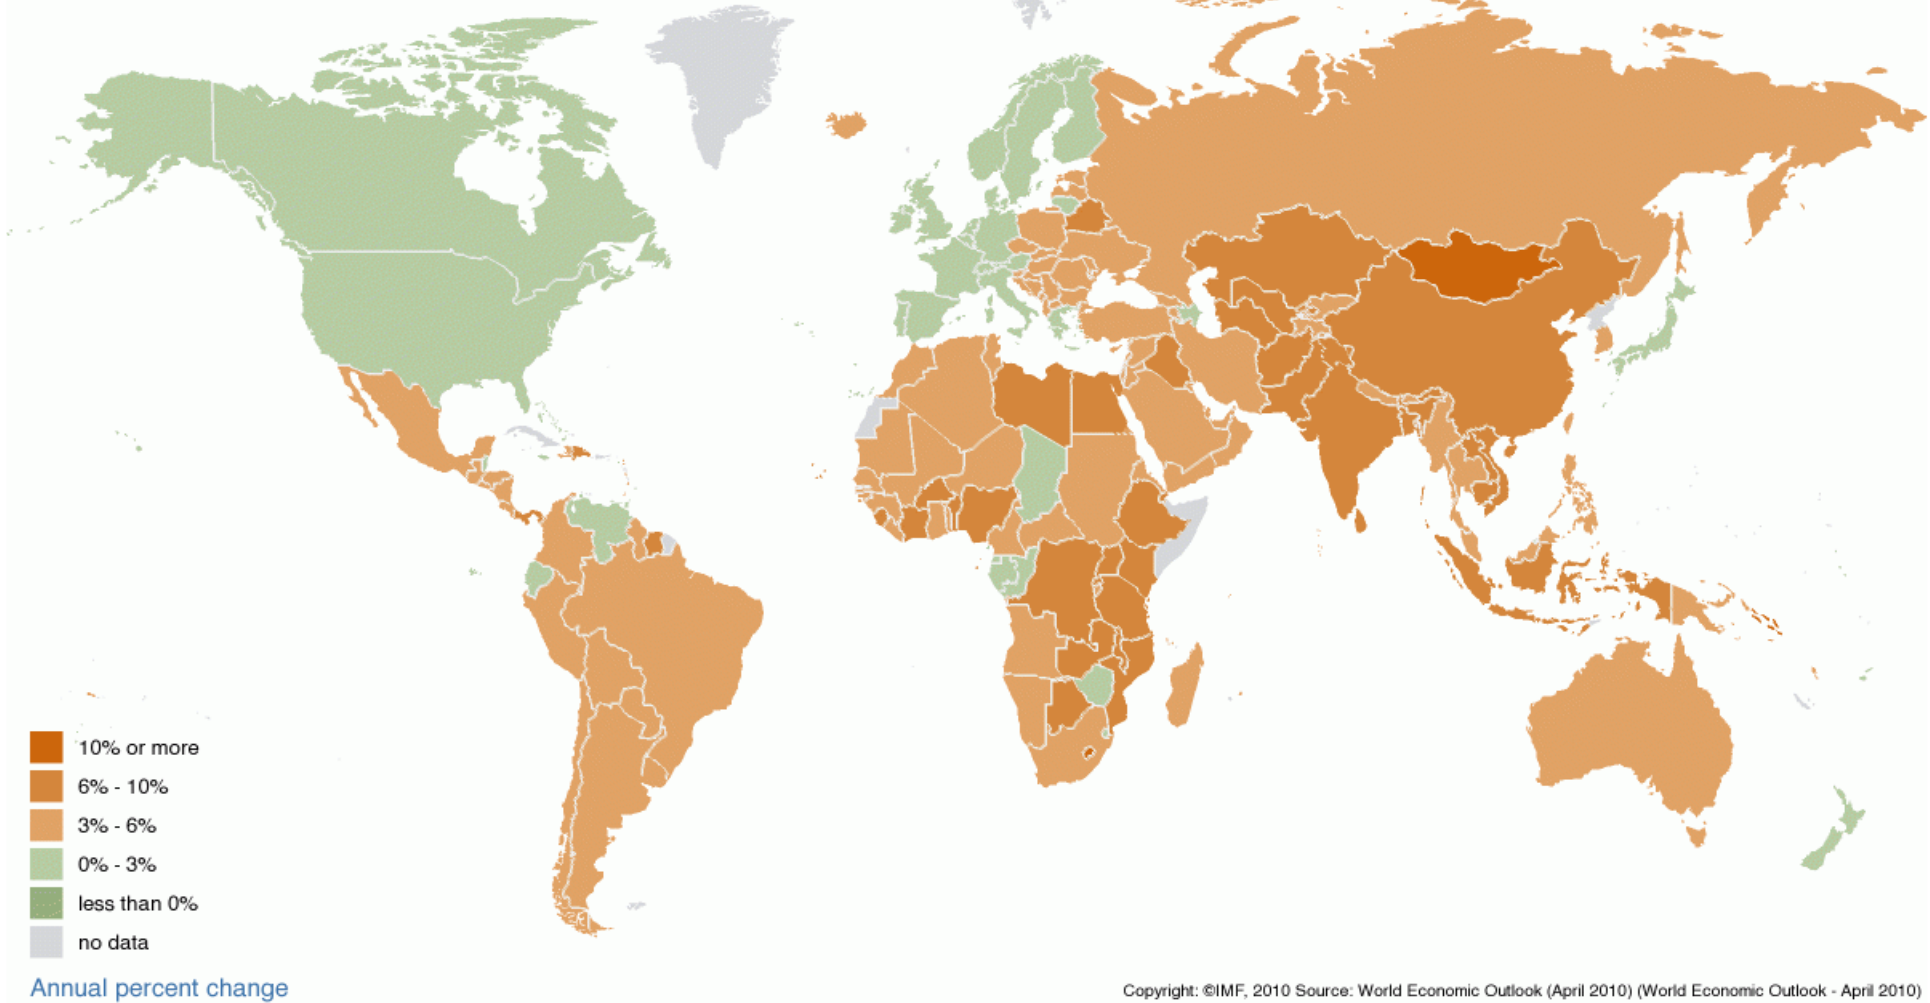 10% or more
6% - 10%
3% - 6%
0% - 3%
less than 0%
no data
Annual percent change
Copyright: ©IMF, 2010 Source: World Economic Outlook (April 2010) (World Economic Outlook - April 2010)